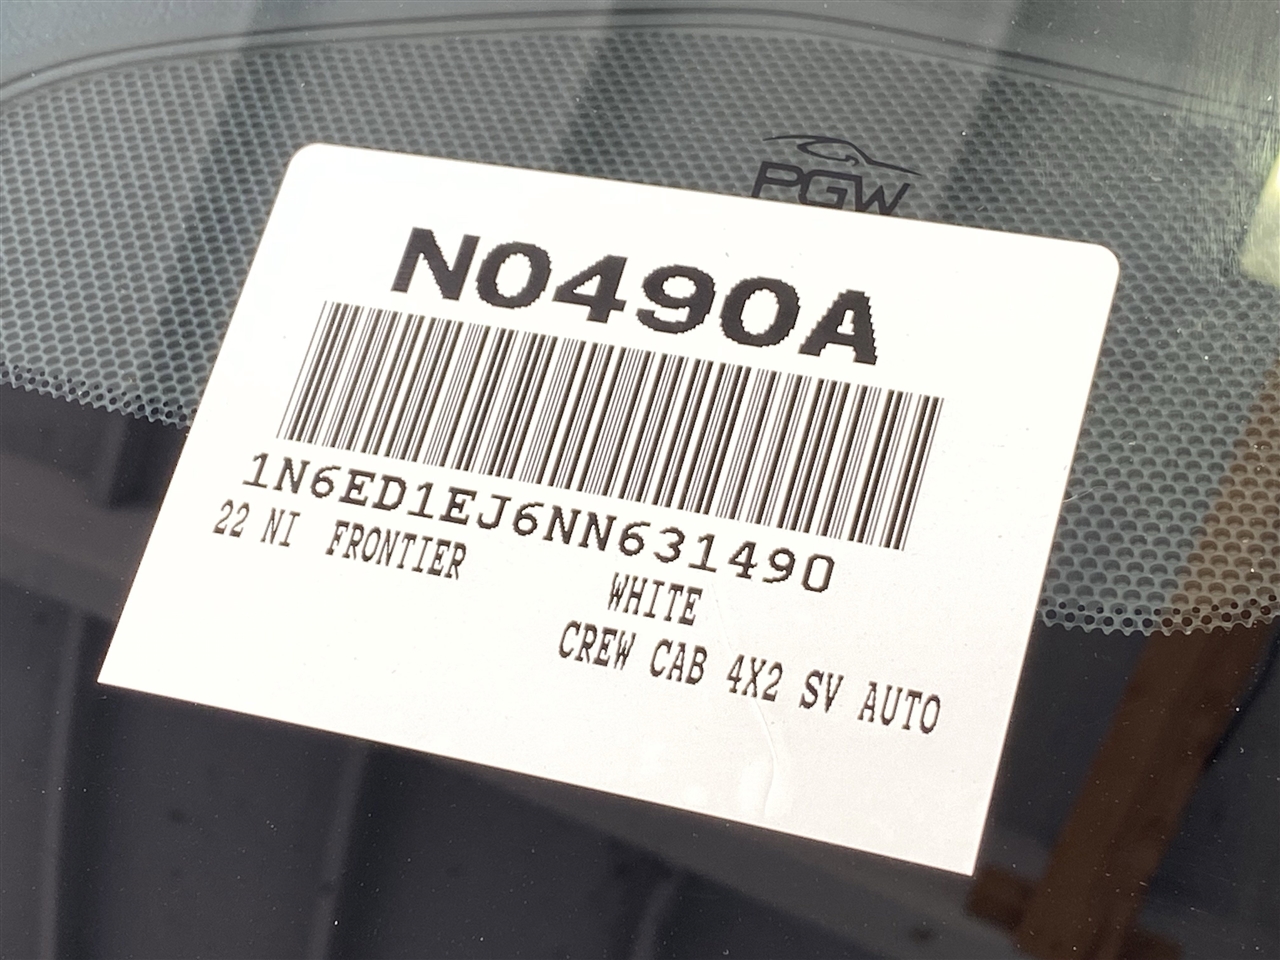 PGW
N0490A
1N6ED1EJ6NN631490
22 NI FRONTIER
WHITE
CREW CAB 4X2 SV AUTO